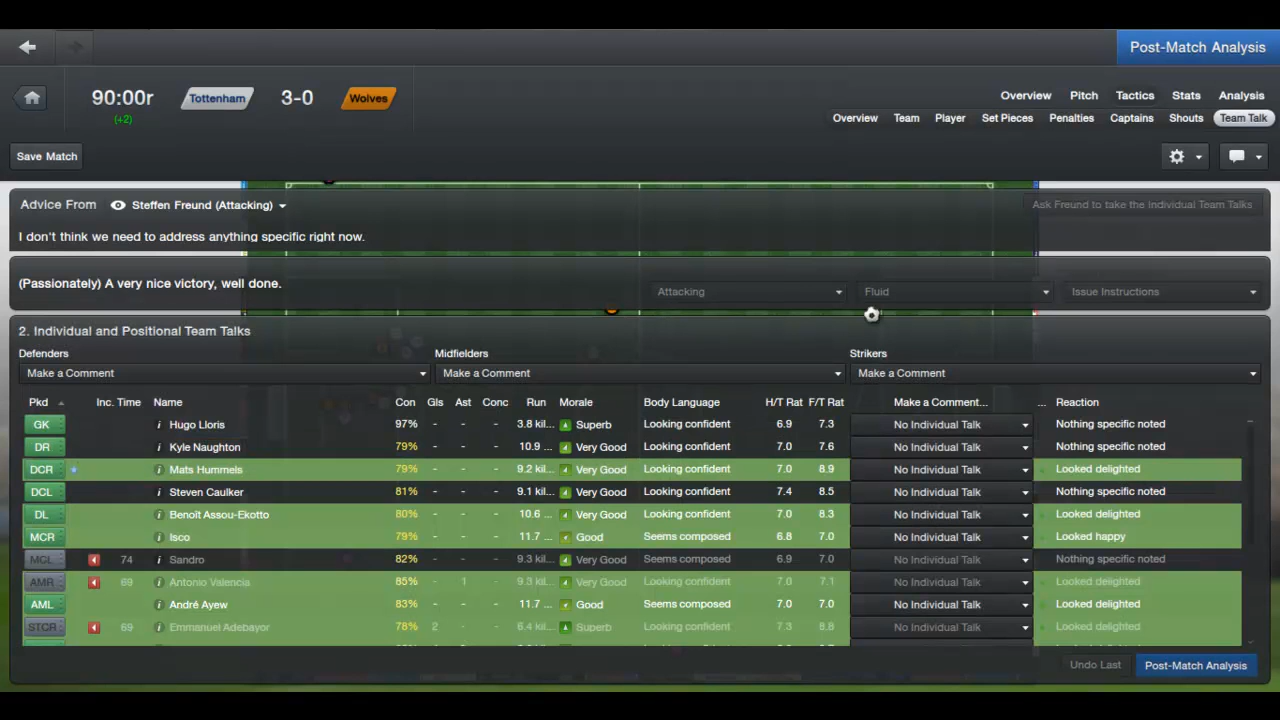 Post-Match Analysis
90:00r Tottenham 3-0 Wolves
(+2)
Overview Pitch Tactics Stats Analysis
Overview Team Player Set Pieces Penalties Captains Shouts Team Talk
Save Match
Advice From Steffen Freund (Attacking) Ask Freund to take the Individual Team Talks
I don't think we need to address anything specific right now.
(Passionately) A very nice victory, well done.
Attacking Fluid Issue Instructions
2. Individual and Positional Team Talks
Defenders Midfielders Strikers
Make a Comment Make a Comment Make a Comment
Pkd Inc. Time Name Con Gls Ast Conc Run Morale Body Language H/T Rat F/T Rat Make a Comment... ... Reaction
GK i Hugo Lloris 97% - - - 3.8 kil... Superb Looking confident 6.9 7.3 No Individual Talk Nothing specific noted
DR i Kyle Naughton 79% - - - 10.9 ... Very Good Looking confident 7.0 7.6 No Individual Talk Nothing specific noted
DCR i Mats Hummels 79% - - - 9.2 kil... Very Good Looking confident 7.0 8.9 No Individual Talk Looked delighted
DCL i Steven Caulker 81% - - - 9.1 kil... Very Good Looking confident 7.4 8.5 No Individual Talk Nothing specific noted
DL i Benoît Assou-Ekotto 80% - - - 10.6 ... Very Good Looking confident 7.0 8.3 No Individual Talk Looked delighted
MCR i Isco 79% - - - 11.7 ... Good Seems composed 6.8 7.0 No Individual Talk Looked happy
MCL 74 i Sandro 82% - - - 9.3 kil... Very Good Looking confident 6.9 7.0 No Individual Talk Nothing specific noted
AMR 69 i Antonio Valencia 85% - 1 - 9.3 kil... Very Good Looking confident 7.0 7.1 No Individual Talk Looked delighted
AML i André Ayew 83% - - - 11.7 ... Good Seems composed 7.0 7.0 No Individual Talk Looked delighted
STCR 69 i Emmanuel Adebayor 78% 2 - - 6.4 kil... Superb Looking confident 7.3 8.8 No Individual Talk Looked delighted
Undo Last Post-Match Analysis